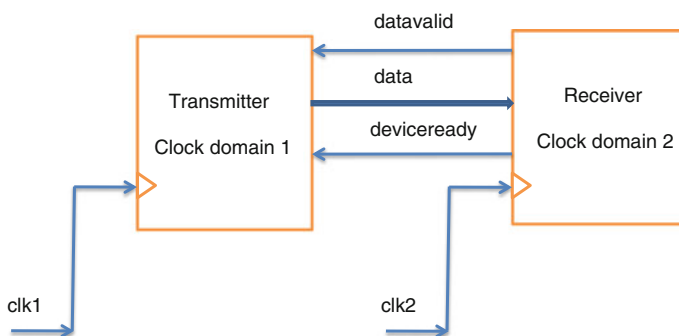 datavalid
data
Transmitter
Clock domain 1
deviceready
Receiver
Clock domain 2
clk1
clk2